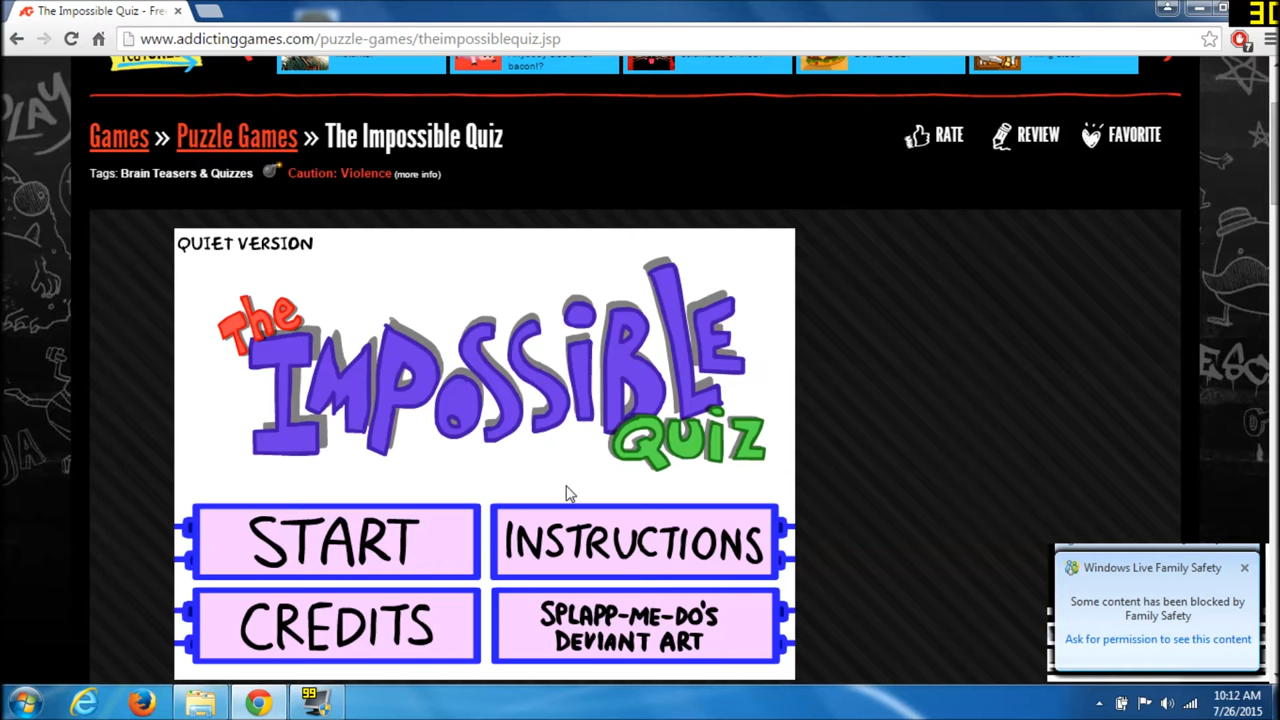 The Impossible Quiz - Fre
30
www.addictinggames.com/puzzle-games/theimpossiblequiz.jsp
7
bacon!?
Games » Puzzle Games » The Impossible Quiz
RATE
REVIEW
FAVORITE
Tags: Brain Teasers & Quizzes Caution: Violence (more info)
QUIET VERSION
The
IMPOSSIBLE
QUIZ
START
INSTRUCTIONS
CREDITS
SPLAPP-ME-DO'S
DEVIANT ART
Windows Live Family Safety
Some content has been blocked by
Family Safety
Ask for permission to see this content
99
10:12 AM
7/26/2015